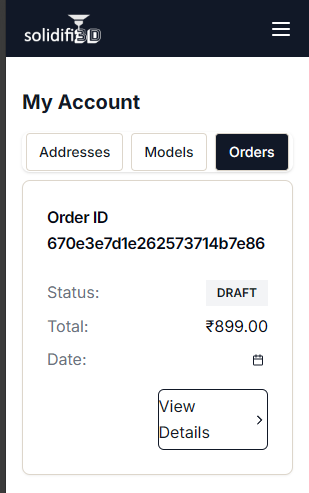 solidifi3D
My Account
Addresses Models Orders
Order ID
670e3e7d1e262573714b7e86
Status: DRAFT
Total: ₹899.00
Date:
View
Details